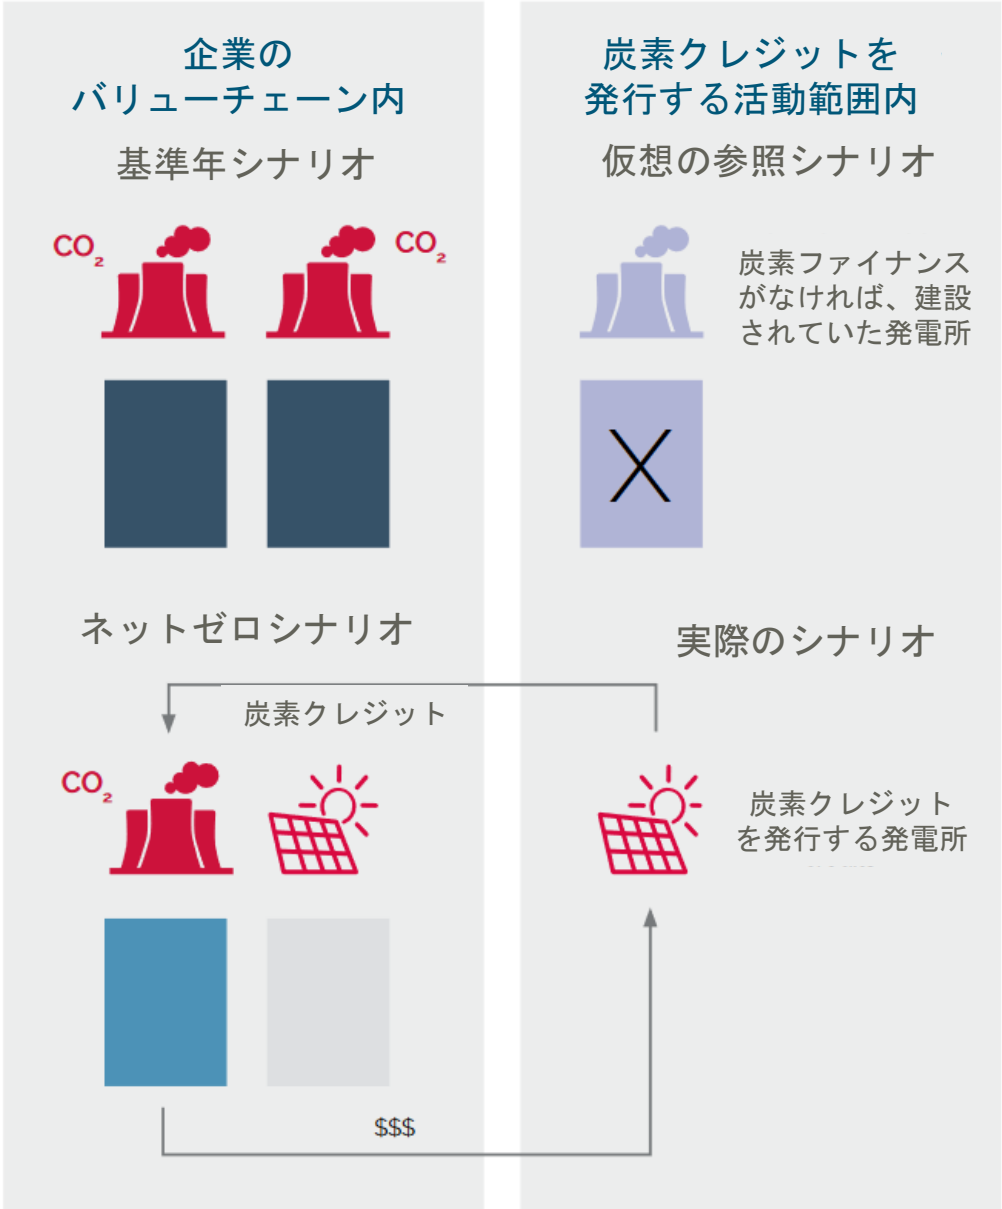 企業の
バリューチェーン内
基準年シナリオ
CO₂
CO₂
ネットゼロシナリオ
炭素クレジット
CO₂
$$$
炭素クレジットを
発行する活動範囲内
仮想の参照シナリオ
炭素ファイナンス
がなければ、建設
されていた発電所
X
実際のシナリオ
炭素クレジット
を発行する発電所